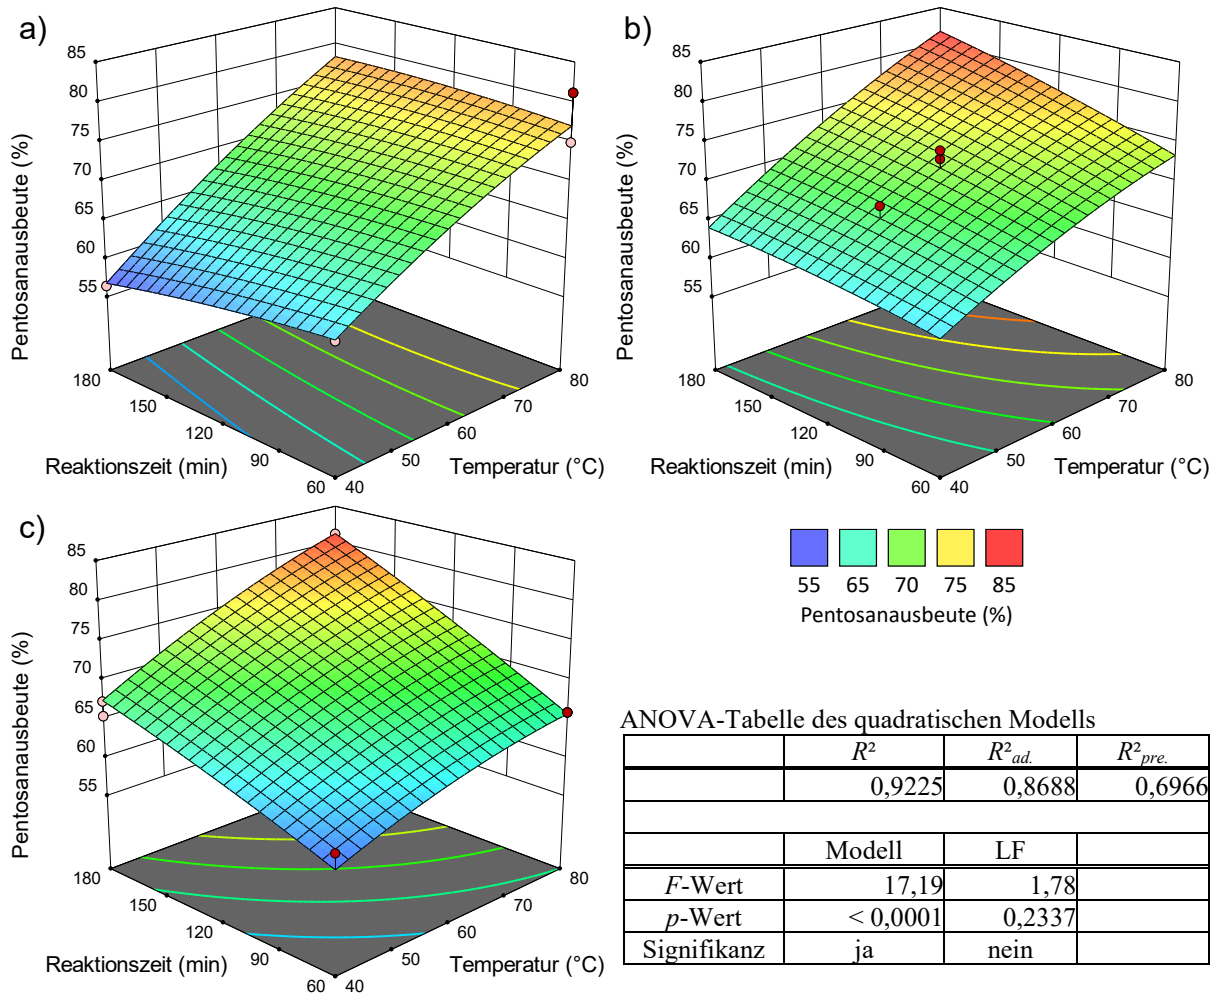 a)
85
80
75
70
65
60
55
Pentosanausbeute (%)
180
150
120
90
60
Reaktionszeit (min)
40
50
60
70
80
Temperatur (°C)
b)
85
80
75
70
65
60
55
Pentosanausbeute (%)
180
150
120
90
60
Reaktionszeit (min)
40
50
60
70
80
Temperatur (°C)
c)
85
80
75
70
65
60
55
Pentosanausbeute (%)
180
150
120
90
60
Reaktionszeit (min)
40
50
60
70
80
Temperatur (°C)
55 65 70 75 85
Pentosanausbeute (%)
ANOVA-Tabelle des quadratischen Modells
R² R²ad. R²pre.
0,9225 0,8688 0,6966
Modell LF
F-Wert 17,19 1,78
p-Wert < 0,0001 0,2337
Signifikanz ja nein